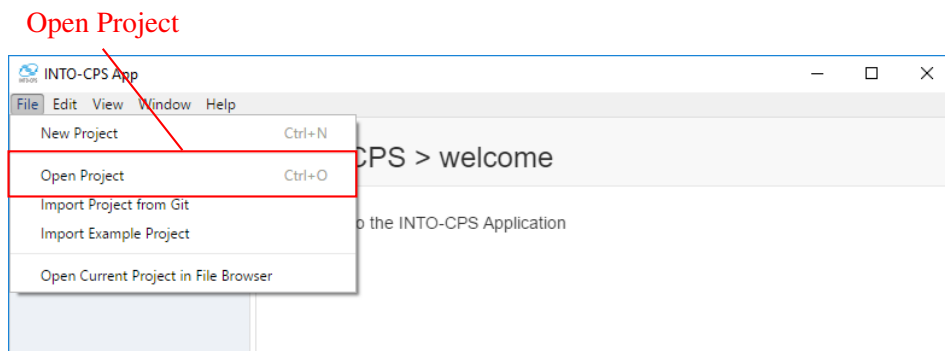 Open Project
INTO-CPS App
File Edit View Window Help
New Project Ctrl+N
CPS > welcome
Open Project Ctrl+O
Import Project from Git
o the INTO-CPS Application
Import Example Project
Open Current Project in File Browser